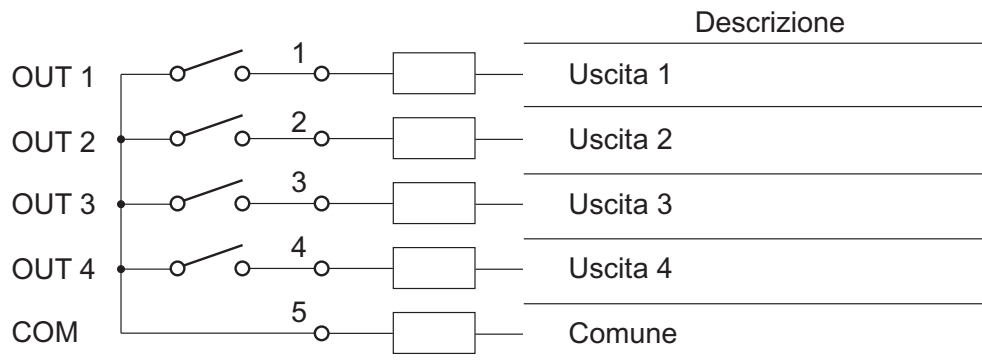 Descrizione
OUT 1 1 Uscita 1
OUT 2 2 Uscita 2
OUT 3 3 Uscita 3
OUT 4 4 Uscita 4
COM 5 Comune